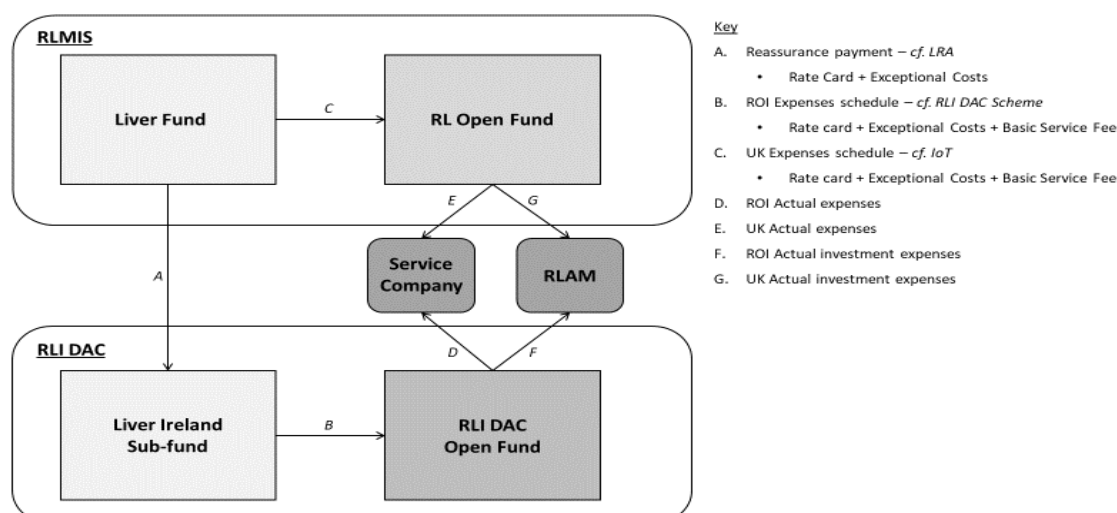 RLMIS
Liver Fund
C
RL Open Fund
E
G
Service
Company
RLAM
A
RLI DAC
D
F
Liver Ireland
Sub-fund
B
RLI DAC
Open Fund
Key
A. Reassurance payment – cf. LRA
• Rate Card + Exceptional Costs
B. ROI Expenses schedule – cf. RLI DAC Scheme
• Rate card + Exceptional Costs + Basic Service Fee
C. UK Expenses schedule – cf. IoT
• Rate card + Exceptional Costs + Basic Service Fee
D. ROI Actual expenses
E. UK Actual expenses
F. ROI Actual investment expenses
G. UK Actual investment expenses